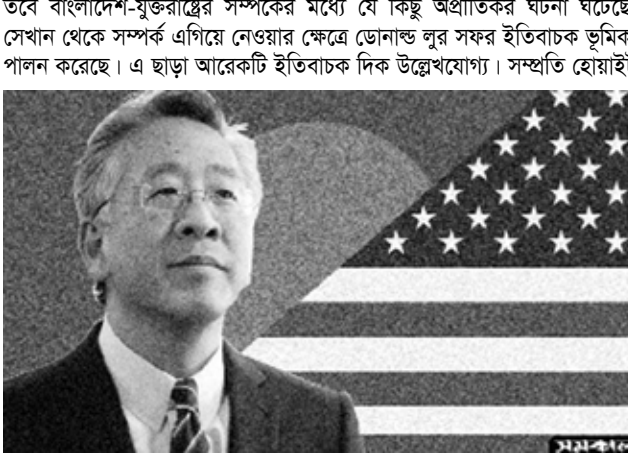 তবে বাংলাদেশ-যুক্তরাষ্ট্রের সম্পর্কের মধ্যে যে কিছু অপ্রীতিকর ঘটনা ঘটেছে
সেখান থেকে সম্পর্ক এগিয়ে নেওয়ার ক্ষেত্রে ডোনাল্ড লুর সফর ইতিবাচক ভূমিক
পালন করেছে। এ ছাড়া আরেকটি ইতিবাচক দিক উল্লেখযোগ্য। সম্প্রতি হোয়াই
সমকাল